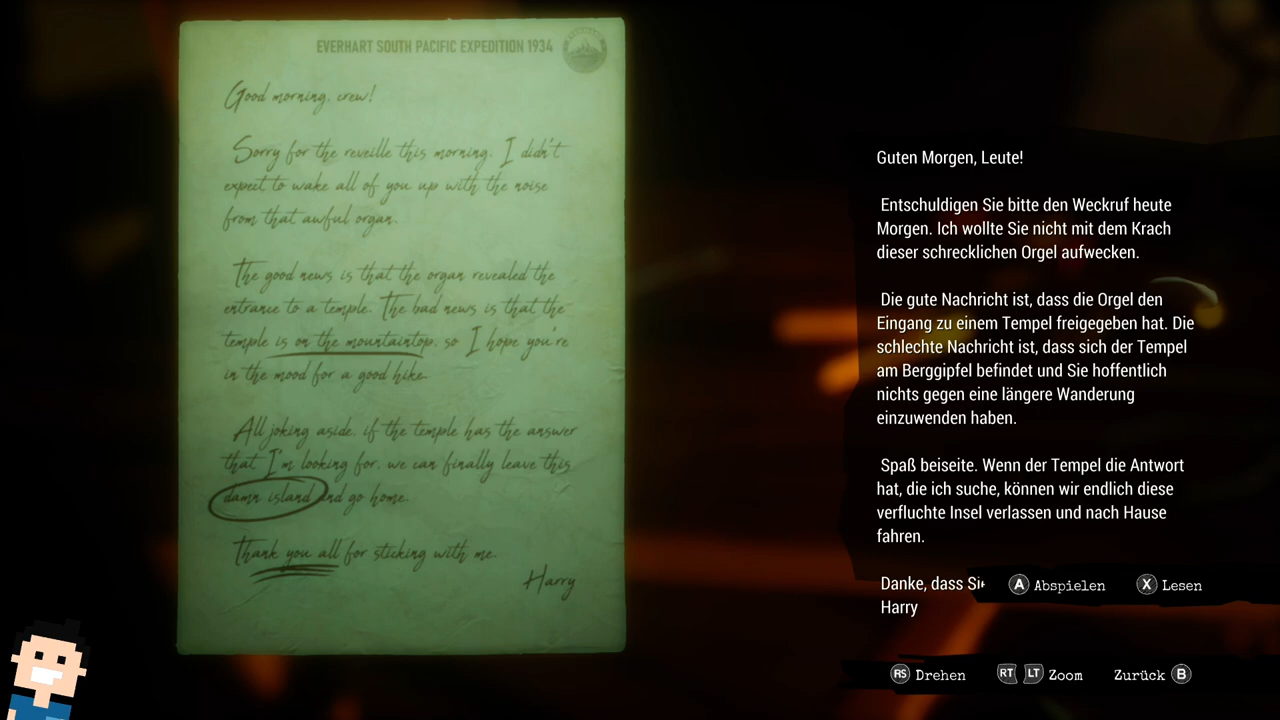 EVERHART SOUTH PACIFIC EXPEDITION 1934
Good morning, crew!
Sorry for the reveille this morning. I didn't
expect to wake all of you up with the noise
from that awful organ.
The good news is that the organ revealed the
entrance to a temple. The bad news is that the
temple is on the mountaintop, so I hope you're
in the mood for a good hike.
All joking aside, if the temple has the answer
that I'm looking for, we can finally leave this
damn island and go home.
Thank you all for sticking with me.
Harry
Guten Morgen, Leute!
Entschuldigen Sie bitte den Weckruf heute
Morgen. Ich wollte Sie nicht mit dem Krach
dieser schrecklichen Orgel aufwecken.
Die gute Nachricht ist, dass die Orgel den
Eingang zu einem Tempel freigegeben hat. Die
schlechte Nachricht ist, dass sich der Tempel
am Berggipfel befindet und Sie hoffentlich
nichts gegen eine längere Wanderung
einzuwenden haben.
Spaß beiseite. Wenn der Tempel die Antwort
hat, die ich suche, können wir endlich diese
verfluchte Insel verlassen und nach Hause
fahren.
Danke, dass Sie
A Abspielen X Lesen
Harry
RS Drehen RT LT Zoom Zurück B